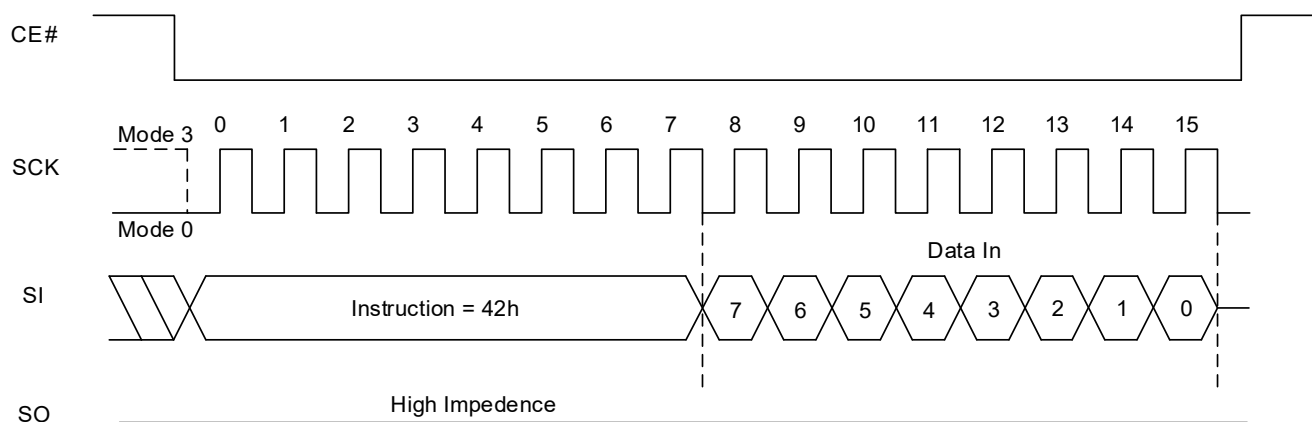 CE#
Mode 3 0 1 2 3 4 5 6 7 8 9 10 11 12 13 14 15
SCK
Mode 0
Data In
SI Instruction = 42h 7 6 5 4 3 2 1 0
High Impedence
SO